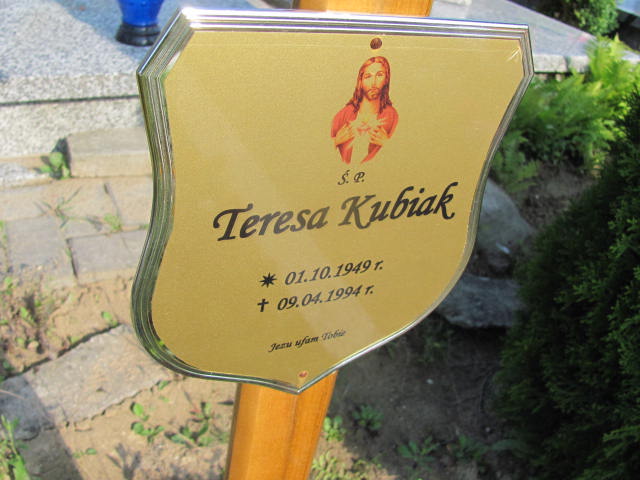 Ś. P.
Teresa Kubiak
✷ 01.10.1949 r.
✝ 09.04.1994 r.
Jezu ufam Tobie